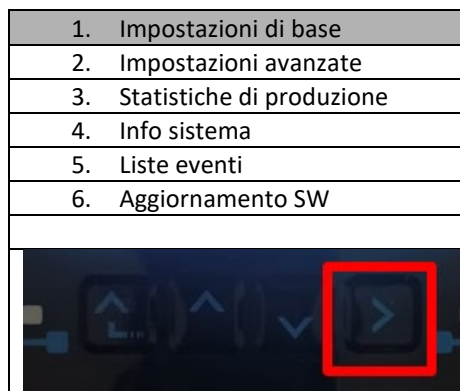 1. Impostazioni di base
2. Impostazioni avanzate
3. Statistiche di produzione
4. Info sistema
5. Liste eventi
6. Aggiornamento SW